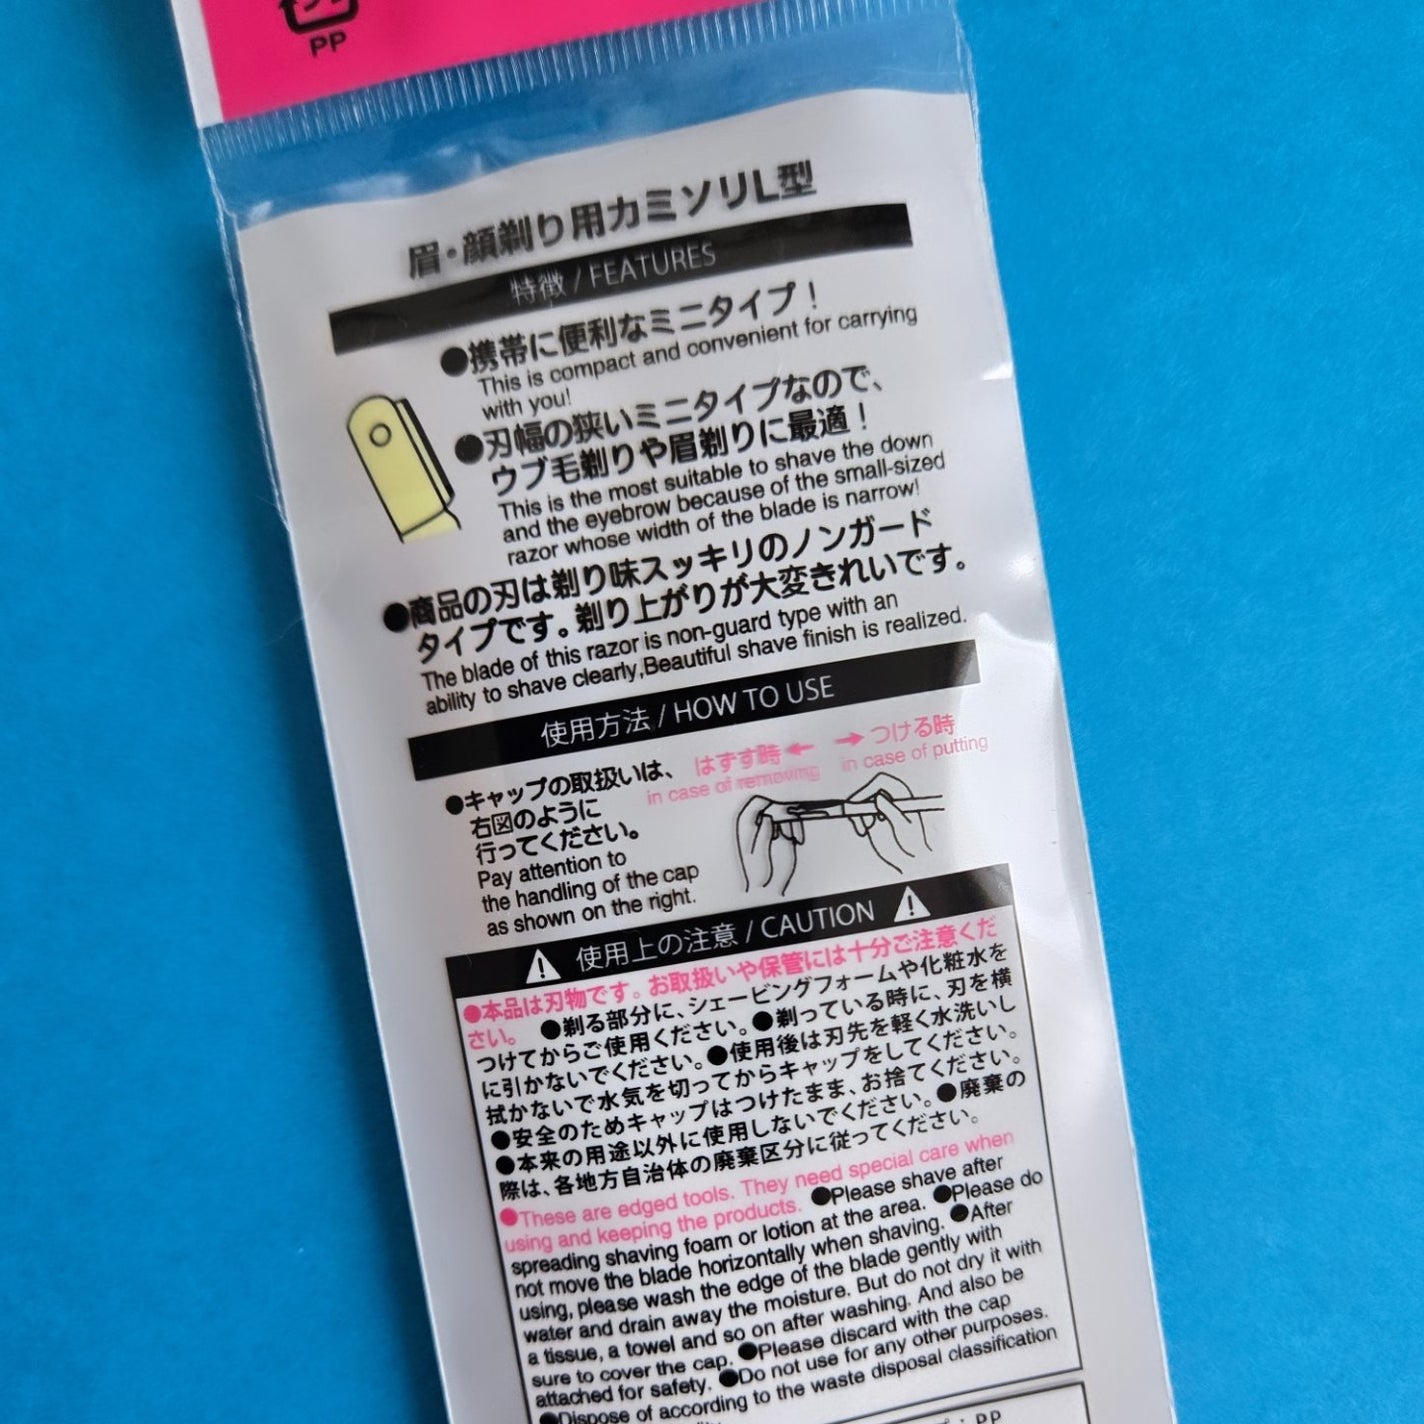 PP
眉・顔剃り用カミソリL型
特徴 / FEATURES
●携帯に便利なミニタイプ！
This is compact and convenient for carrying
with you!
●刃幅の狭いミニタイプなので、
ウブ毛剃りや眉剃りに最適！
This is the most suitable to shave the down
and the eyebrow because of the small-sized
razor whose width of the blade is narrow!
●商品の刃は剃り味スッキリのノンガード
タイプです。剃り上がりが大変きれいです。
The blade of this razor is non-guard type with an
ability to shave clearly,Beautiful shave finish is realized.
使用方法 / HOW TO USE
●キャップの取扱いは、
右図のように
行ってください。
Pay attention to
the handling of the cap
as shown on the right.
はずす時← →つける時
in case of removing in case of putting
⚠ 使用上の注意 / CAUTION ⚠
●本品は刃物です。お取扱いや保管には十分ご注意くだ
さい。 ●剃る部分に、シェービングフォームや化粧水を
つけてからご使用ください。●剃っている時に、刃を横
に引かないでください。●使用後は刃先を軽く水洗いし
拭かないで水気を切ってからキャップをしてください。
●安全のためキャップはつけたまま、お捨てください。
●本来の用途以外に使用しないでください。●廃棄の
際は、各地方自治体の廃棄区分に従ってください。
●These are edged tools. They need special care when
using and keeping the products. ●Please shave after
spreading shaving foam or lotion at the area. ●Please do
not move the blade horizontally when shaving. ●After
using, please wash the edge of the blade gently with
water and drain away the moisture. But do not dry it with
a tissue, a towel and so on after washing. And also be
sure to cover the cap. ●Please discard with the cap
attached for safety. ●Do not use for any other purposes.
●Dispose of according to the waste disposal classification
: PP